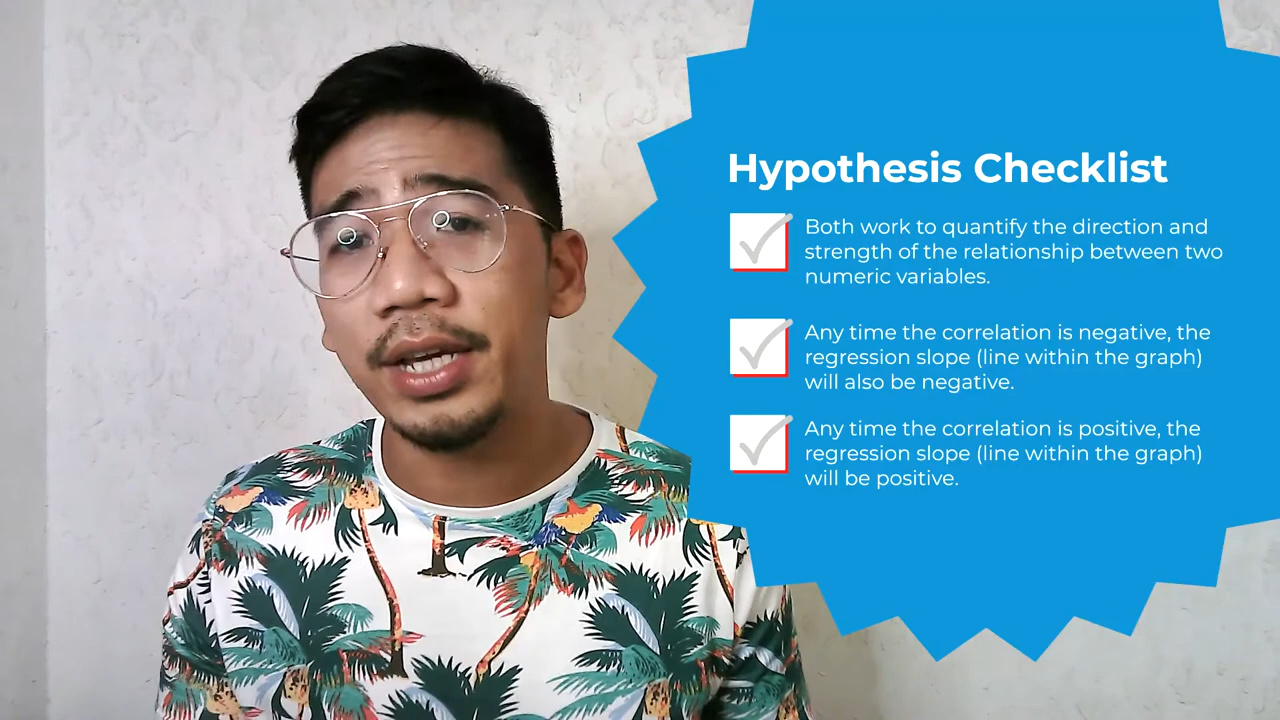 Hypothesis Checklist
Both work to quantify the direction and
strength of the relationship between two
numeric variables.
Any time the correlation is negative, the
regression slope (line within the graph)
will also be negative.
Any time the correlation is positive, the
regression slope (line within the graph)
will be positive.